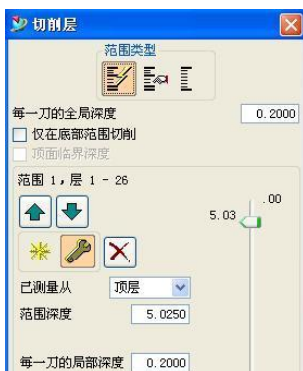 切削层
范围类型
每一刀的全局深度 0.2000
仅在底部范围切削
顶面临界深度
范围 1，层 1 - 26
.00
5.03
已测量从 顶层
范围深度 5.0250
每一刀的局部深度 0.2000